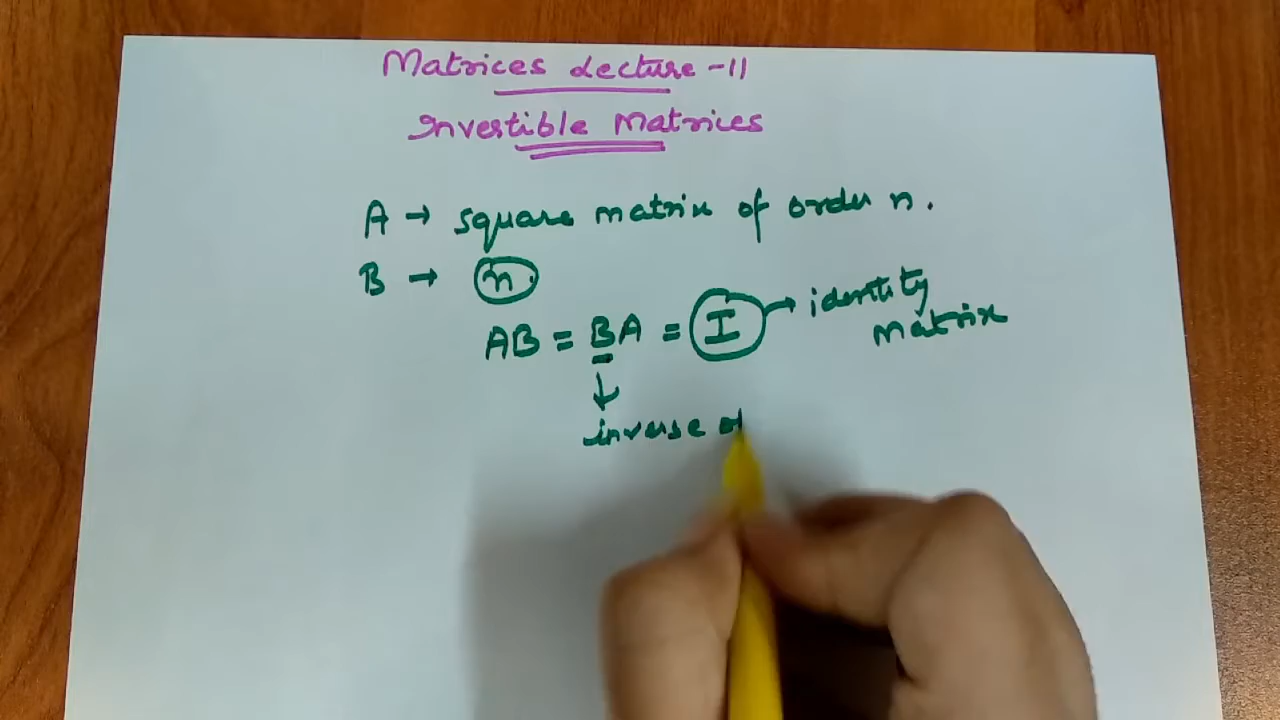 Matrices Lecture -11
Invertible Matrices
A → square matrix of order n.
B → n.
AB = BA = I → identity matrix
↓
inverse of